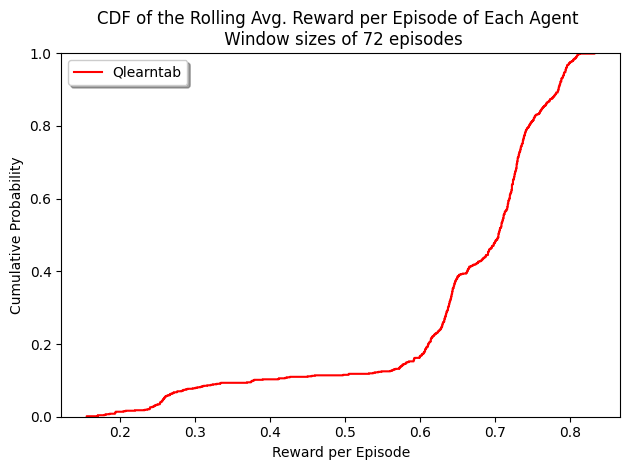 CDF of the Rolling Avg. Reward per Episode of Each Agent
Window sizes of 72 episodes
Qlearntab
Cumulative Probability
1.0
0.8
0.6
0.4
0.2
0.0
0.2 0.3 0.4 0.5 0.6 0.7 0.8
Reward per Episode